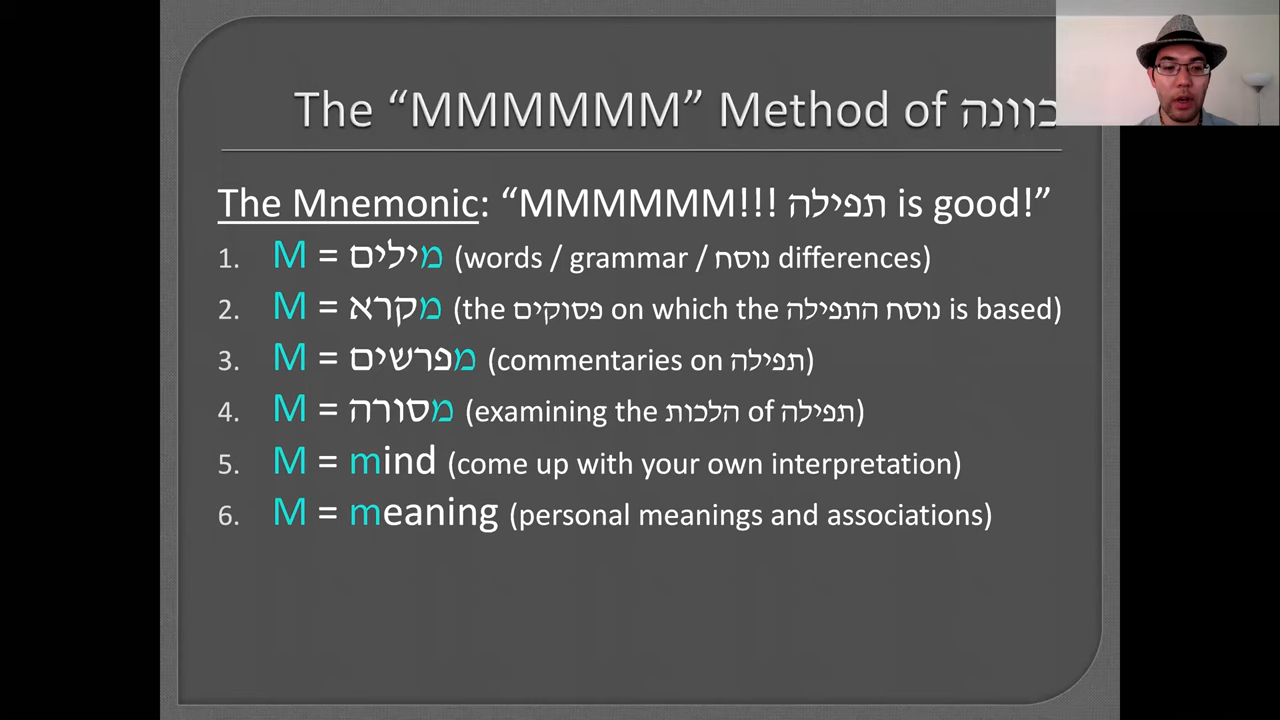 The “MMMMMM” Method of כוונה
The Mnemonic: “MMMMMM!!! תפילה is good!”
1. M = מילים (words / grammar / נוסח differences)
2. M = מקרא (the פסוקים on which the נוסח התפילה is based)
3. M = מפרשים (commentaries on תפילה)
4. M = מסורה (examining the הלכות of תפילה)
5. M = mind (come up with your own interpretation)
6. M = meaning (personal meanings and associations)